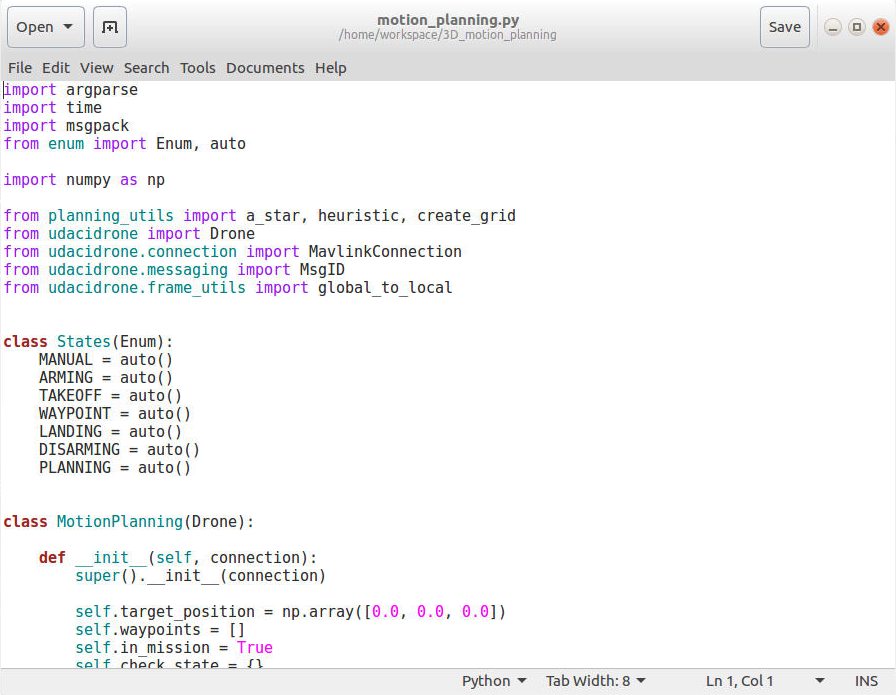 Open
motion_planning.py
/home/workspace/3D_motion_planning
Save
File Edit View Search Tools Documents Help
import argparse
import time
import msgpack
from enum import Enum, auto

import numpy as np

from planning_utils import a_star, heuristic, create_grid
from udacidrone import Drone
from udacidrone.connection import MavlinkConnection
from udacidrone.messaging import MsgID
from udacidrone.frame_utils import global_to_local


class States(Enum):
    MANUAL = auto()
    ARMING = auto()
    TAKEOFF = auto()
    WAYPOINT = auto()
    LANDING = auto()
    DISARMING = auto()
    PLANNING = auto()


class MotionPlanning(Drone):

    def __init__(self, connection):
        super().__init__(connection)

        self.target_position = np.array([0.0, 0.0, 0.0])
        self.waypoints = []
        self.in_mission = True
        self.check_state = {}
Python Tab Width: 8 Ln 1, Col 1 INS